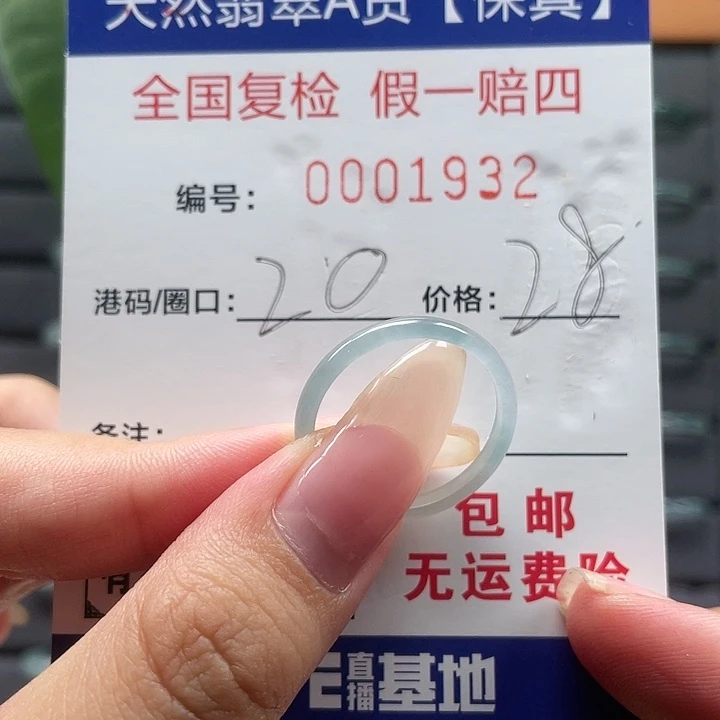 天然翡翠A货【保真】
全国复检 假一赔四
编号: 0001932
港码/圈口: 20 价格: 28
备注:
包邮
无运费险
有
直播基地